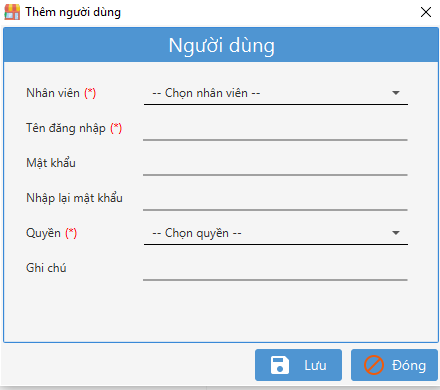 Thêm người dùng
Người dùng
Nhân viên (*) -- Chọn nhân viên --
Tên đăng nhập (*)
Mật khẩu
Nhập lại mật khẩu
Quyền (*) -- Chọn quyền --
Ghi chú
Lưu Đóng